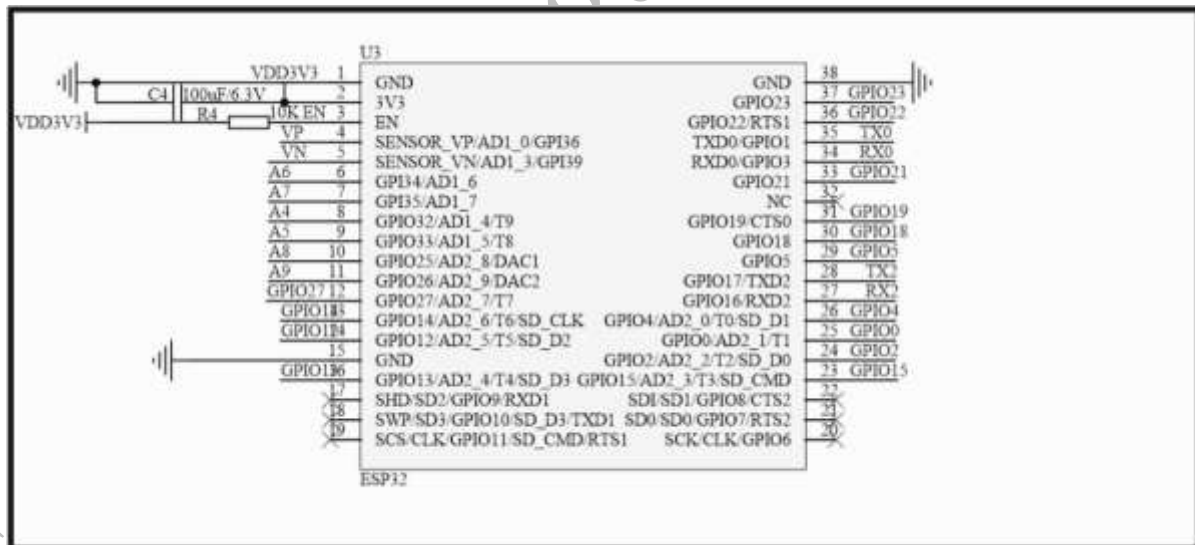 U3
VDD3V3 1 GND
2 3V3
C4 100uF/6.3V
VDD3V3 R4 10K EN 3 EN
VP 4 SENSOR_VP/AD1_0/GPI36
VN 5 SENSOR_VN/AD1_3/GPI39
A6 6 GPI34/AD1_6
A7 7 GPI35/AD1_7
A4 8 GPIO32/AD1_4/T9
A5 9 GPIO33/AD1_5/T8
A8 10 GPIO25/AD2_8/DAC1
A9 11 GPIO26/AD2_9/DAC2
GPIO27 12 GPIO27/AD2_7/T7
13 GPIO14/AD2_6/T6/SD_CLK
14 GPIO12/AD2_5/T5/SD_D2
15 GND
16 GPIO13/AD2_4/T4/SD_D3
17 SHD/SD2/GPIO9/RXD1
18 SWP/SD3/GPIO10/SD_D3/TXD1
19 SCS/CLK/GPIO11/SD_CMD/RTS1
GND 38
GPIO23 37 GPIO23
GPIO22/RTS1 36 GPIO22
TXD0/GPIO1 35 TX0
RXD0/GPIO3 34 RX0
GPIO21 33 GPIO21
NC 32
GPIO19/CTS0 31 GPIO19
GPIO18 30 GPIO18
GPIO5 29 GPIO5
GPIO17/TXD2 28 TX2
GPIO16/RXD2 27 RX2
GPIO4/AD2_0/T0/SD_D1 26 GPIO4
GPIO0/AD2_1/T1 25 GPIO0
GPIO2/AD2_2/T2/SD_D0 24 GPIO2
GPIO15/AD2_3/T3/SD_CMD 23 GPIO15
SDI/SD1/GPIO8/CTS2 22
SD0/SD0/GPIO7/RTS2 21
SCK/CLK/GPIO6 20
ESP32